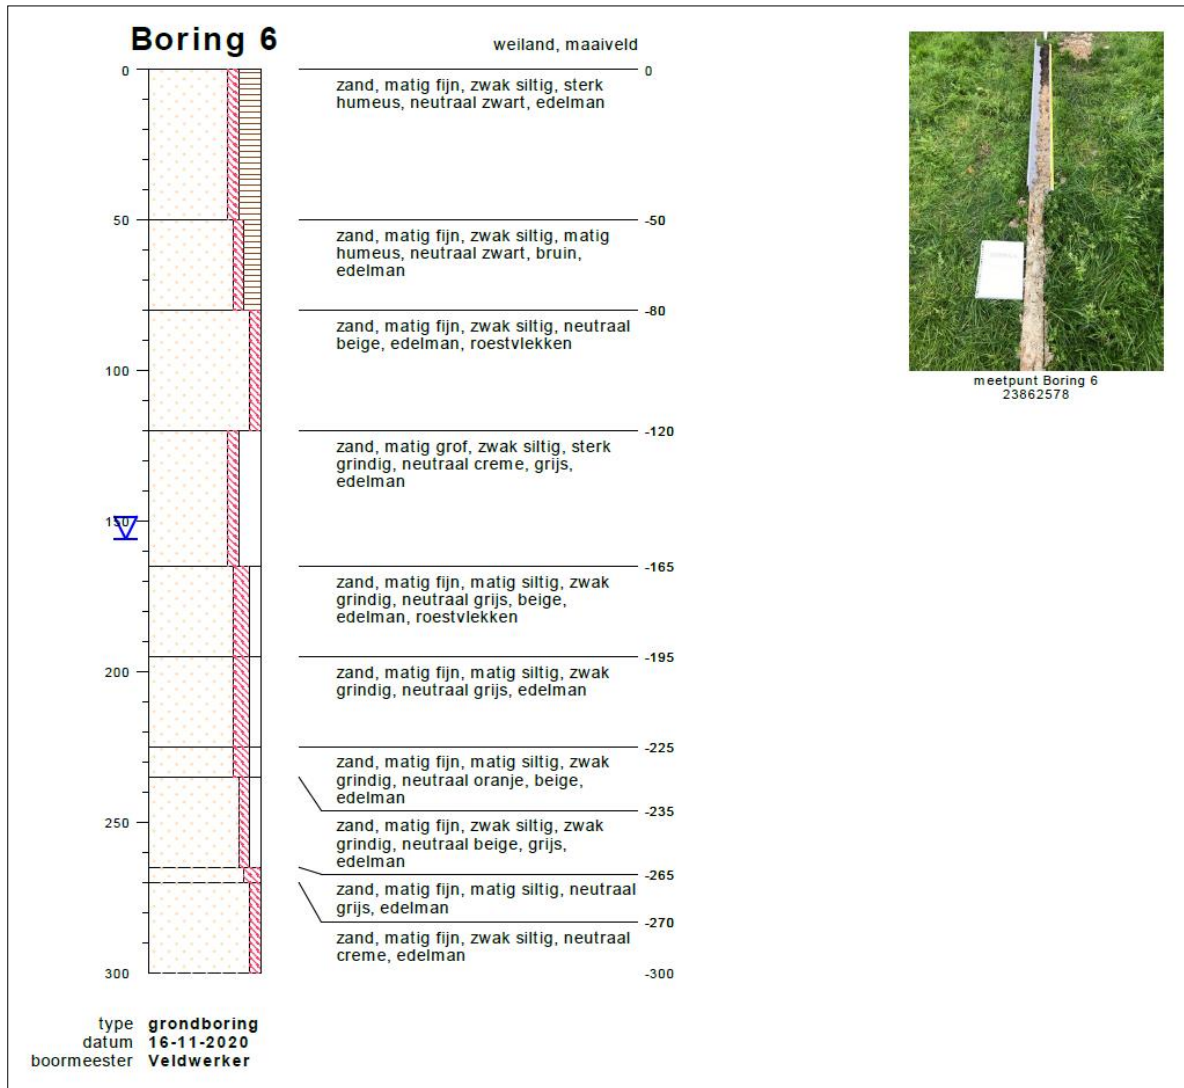 Boring 6
weiland, maaiveld
0
0
zand, matig fijn, zwak siltig, sterk
humeus, neutraal zwart, edelman
50
-50
zand, matig fijn, zwak siltig, matig
humeus, neutraal zwart, bruin,
edelman
-80
zand, matig fijn, zwak siltig, neutraal
beige, edelman, roestvlekken
100
-120
zand, matig grof, zwak siltig, sterk
grindig, neutraal creme, grijs,
edelman
150
-165
zand, matig fijn, matig siltig, zwak
grindig, neutraal grijs, beige,
edelman, roestvlekken
-195
200
zand, matig fijn, matig siltig, zwak
grindig, neutraal grijs, edelman
-225
zand, matig fijn, matig siltig, zwak
grindig, neutraal oranje, beige,
edelman
-235
250
zand, matig fijn, zwak siltig, zwak
grindig, neutraal beige, grijs,
edelman
-265
zand, matig fijn, matig siltig, neutraal
grijs, edelman
-270
zand, matig fijn, zwak siltig, neutraal
creme, edelman
300
-300
meetpunt Boring 6
23862578
type grondboring
datum 16-11-2020
boormeester Veldwerker